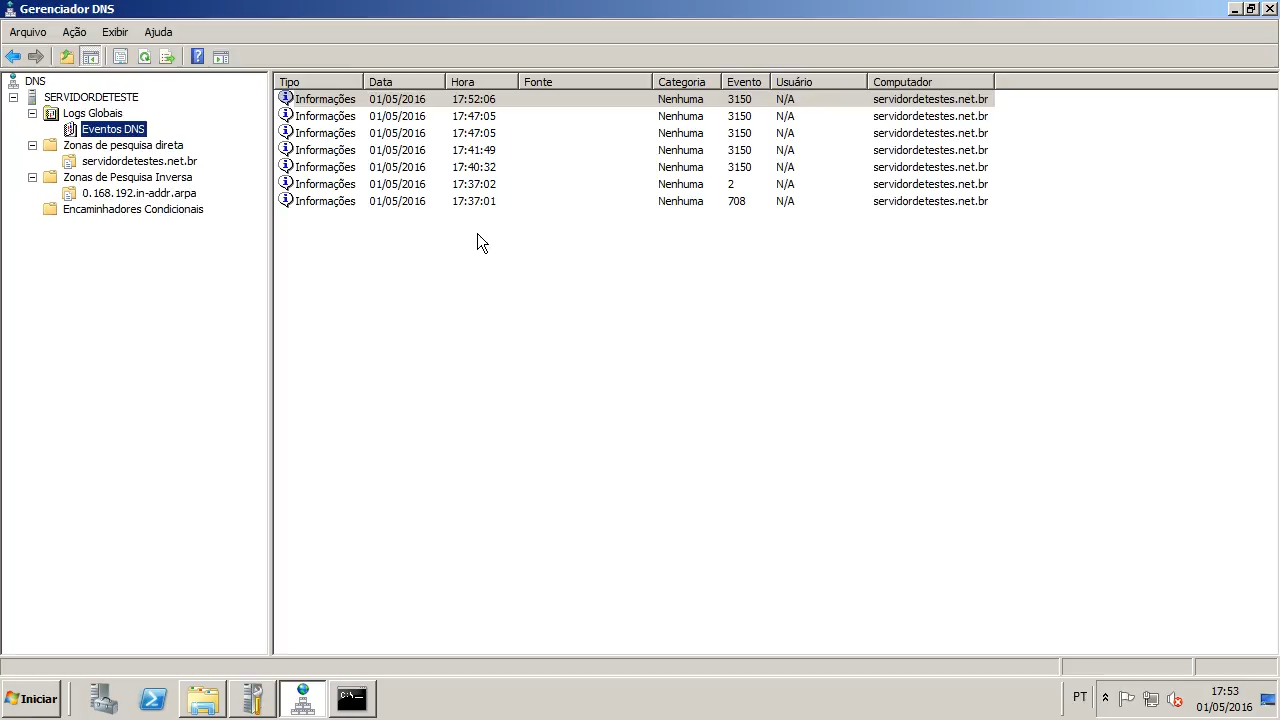 Gerenciador DNS
Arquivo Ação Exibir Ajuda
DNS
SERVIDORDETESTE
Logs Globais
Eventos DNS
Zonas de pesquisa direta
servidordetestes.net.br
Zonas de Pesquisa Inversa
0.168.192.in-addr.arpa
Encaminhadores Condicionais
Tipo Data Hora Fonte Categoria Evento Usuário Computador
Informações 01/05/2016 17:52:06 Nenhuma 3150 N/A servidordetestes.net.br
Informações 01/05/2016 17:47:05 Nenhuma 3150 N/A servidordetestes.net.br
Informações 01/05/2016 17:47:05 Nenhuma 3150 N/A servidordetestes.net.br
Informações 01/05/2016 17:41:49 Nenhuma 3150 N/A servidordetestes.net.br
Informações 01/05/2016 17:40:32 Nenhuma 3150 N/A servidordetestes.net.br
Informações 01/05/2016 17:37:02 Nenhuma 2 N/A servidordetestes.net.br
Informações 01/05/2016 17:37:01 Nenhuma 708 N/A servidordetestes.net.br
Iniciar
C:\
PT
17:53
01/05/2016